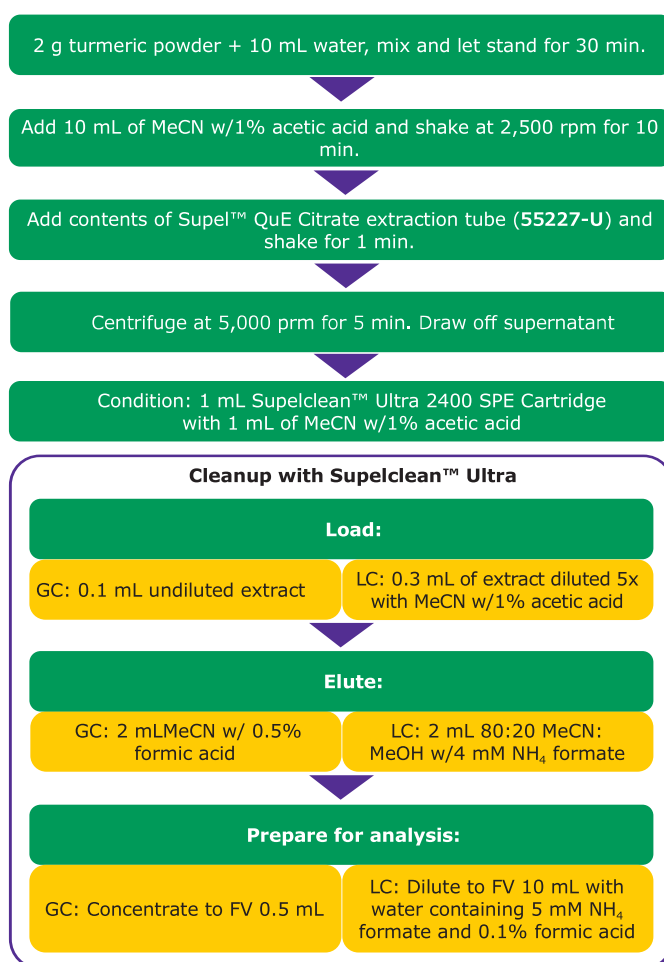 2 g turmeric powder + 10 mL water, mix and let stand for 30 min.
Add 10 mL of MeCN w/1% acetic acid and shake at 2,500 rpm for 10
min.
Add contents of Supel™ QuE Citrate extraction tube (55227-U) and
shake for 1 min.
Centrifuge at 5,000 prm for 5 min. Draw off supernatant
Condition: 1 mL Supelclean™ Ultra 2400 SPE Cartridge
with 1 mL of MeCN w/1% acetic acid
Cleanup with Supelclean™ Ultra
Load:
GC: 0.1 mL undiluted extract
LC: 0.3 mL of extract diluted 5x
with MeCN w/1% acetic acid
Elute:
GC: 2 mLMeCN w/ 0.5%
formic acid
LC: 2 mL 80:20 MeCN:
MeOH w/4 mM NH₄ formate
Prepare for analysis:
GC: Concentrate to FV 0.5 mL
LC: Dilute to FV 10 mL with
water containing 5 mM NH₄
formate and 0.1% formic acid